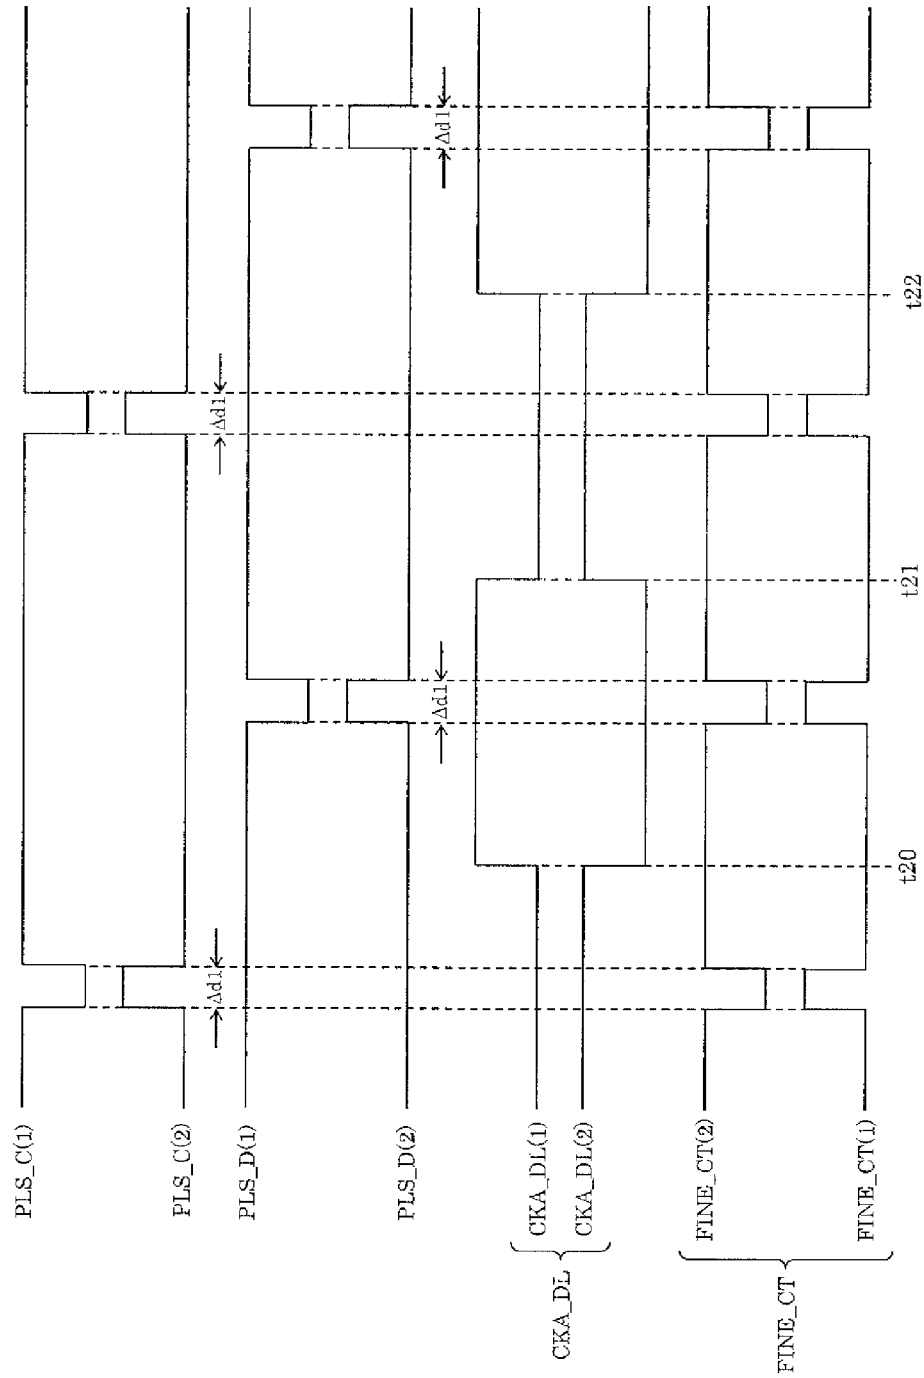 PLS_C(1)
PLS_C(2)
Δd1
Δd1
PLS_D(1)
PLS_D(2)
Δd1
Δd1
CKA_DL
CKA_DL(1)
CKA_DL(2)
FINE_CT
FINE_CT(2)
FINE_CT(1)
t20
t21
t22